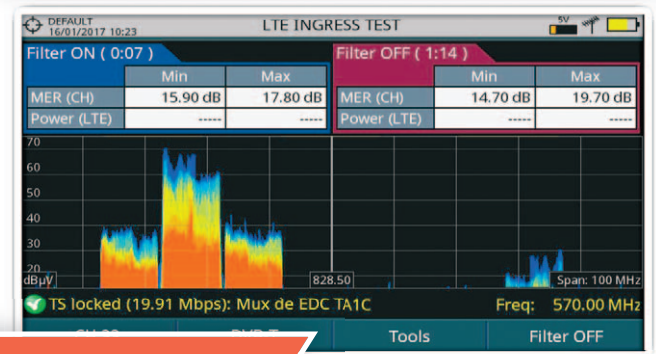 DEFAULT
16/01/2017 10:23
LTE INGRESS TEST
5V
Filter ON ( 0:07 )
Min Max
MER (CH) 15.90 dB 17.80 dB
Power (LTE) ----- -----
Filter OFF ( 1:14 )
Min Max
MER (CH) 14.70 dB 19.70 dB
Power (LTE) ----- -----
70
60
50
40
30
20
dBµV 828.50 Span: 100 MHz
TS locked (19.91 Mbps): Mux de EDC TA1C Freq: 570.00 MHz
Tools Filter OFF